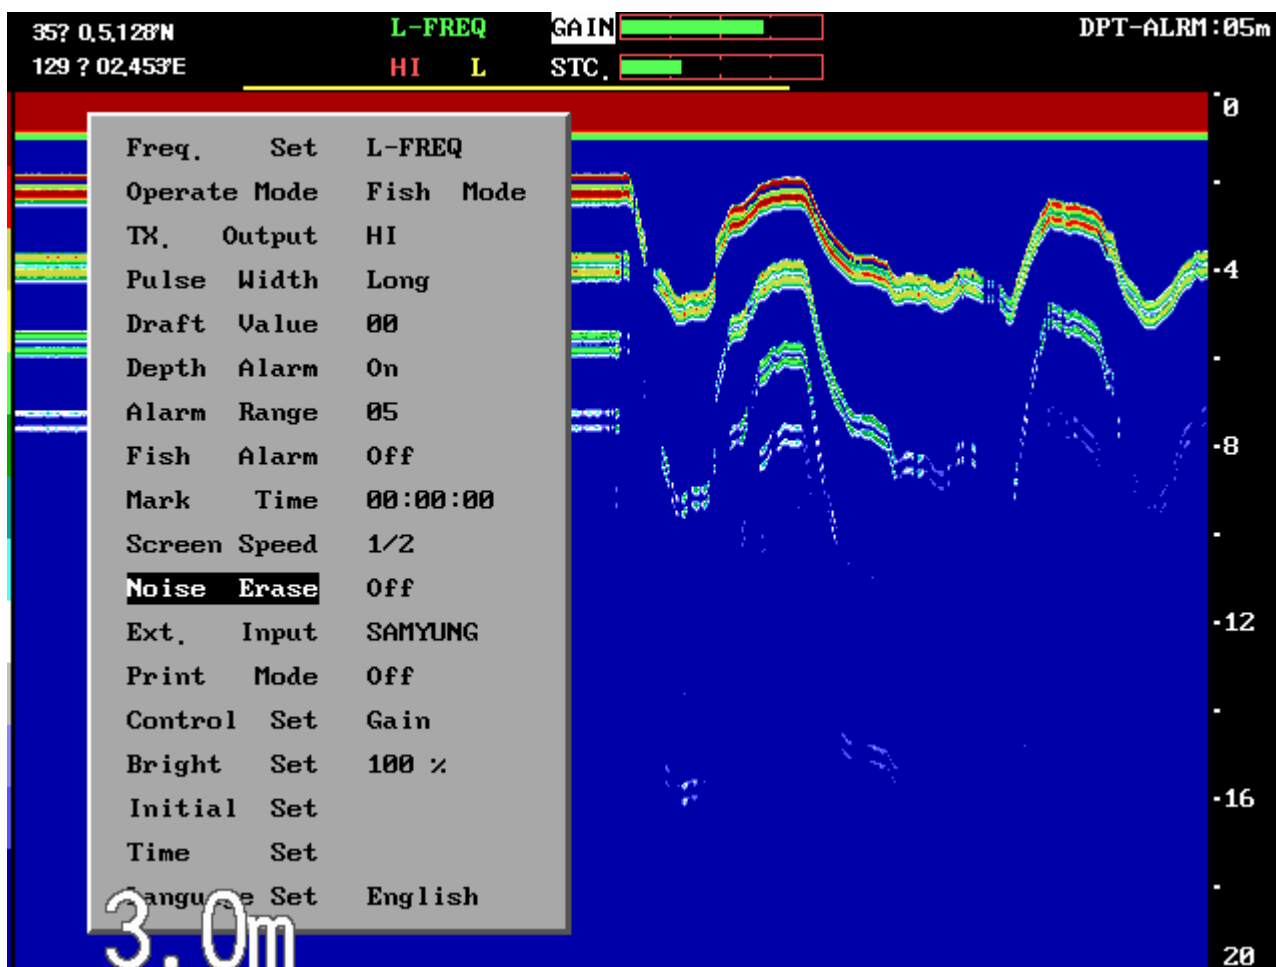 35? 0,5,128'N L-FREQ GAIN DPT-ALRM:05m
129 ? 02,453'E HI L STC.
0
Freq. Set L-FREQ
Operate Mode Fish Mode
TX. Output HI
Pulse Width Long
-4
Draft Value 00
Depth Alarm On
Alarm Range 05
Fish Alarm Off
-8
Mark Time 00:00:00
Screen Speed 1/2
Noise Erase Off
Ext. Input SAMYUNG
-12
Print Mode Off
Control Set Gain
Bright Set 100 %
Initial Set
-16
Time Set
Language Set English
3.0m
20